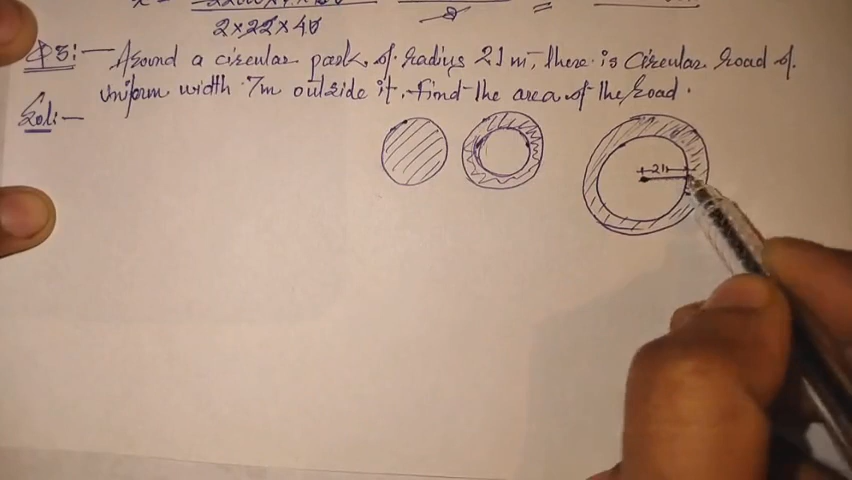 2×22×40
Q3:- Around a circular park, of radius 21m, there is Circular road of
uniform width 7m outside it, find the area of the road.
Sol:-
21